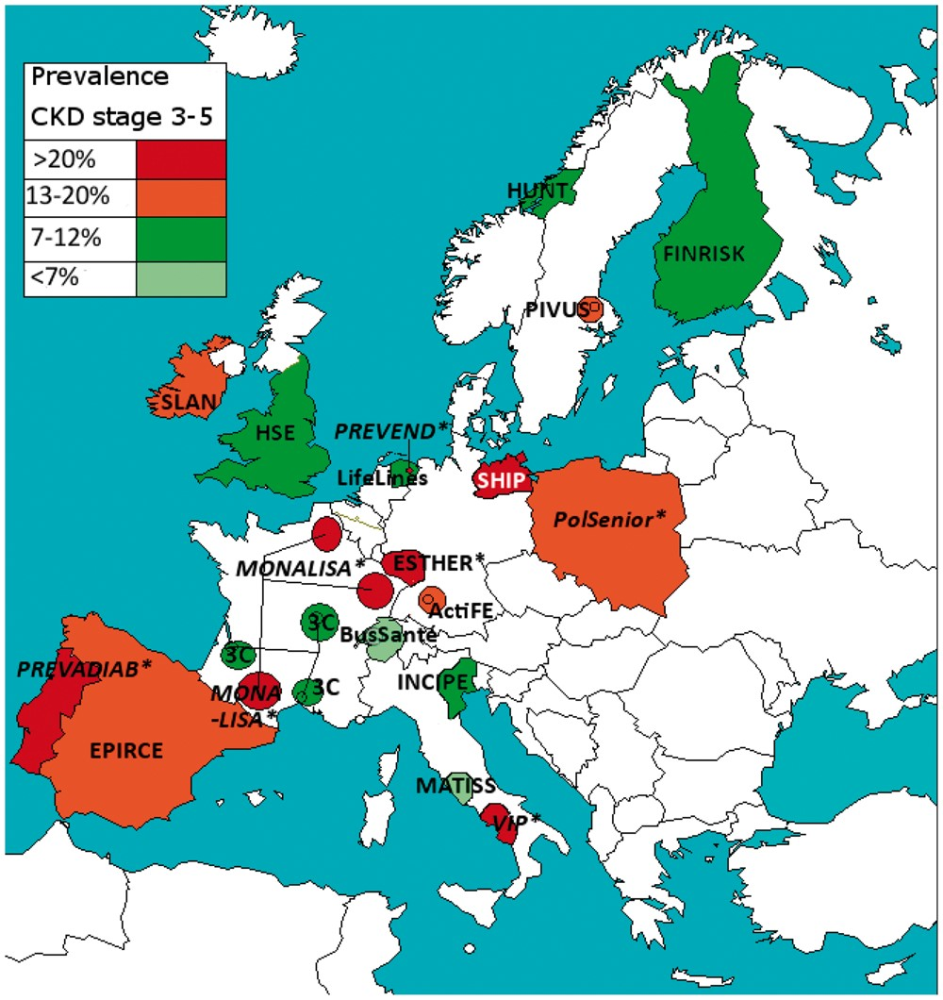 Prevalence
CKD stage 3-5
>20%
13-20%
7-12%
<7%
HUNT
FINRISK
PIVUS
SLAN
HSE
PREVEND*
LifeLines
SHIP
PolSenior*
MONALISA*
ESTHER*
ActiFE
3C
BusSanté
3C
PREVADIAB*
MONA
-LISA*
3C
INCIPE
EPIRCE
MATISS
ViP*